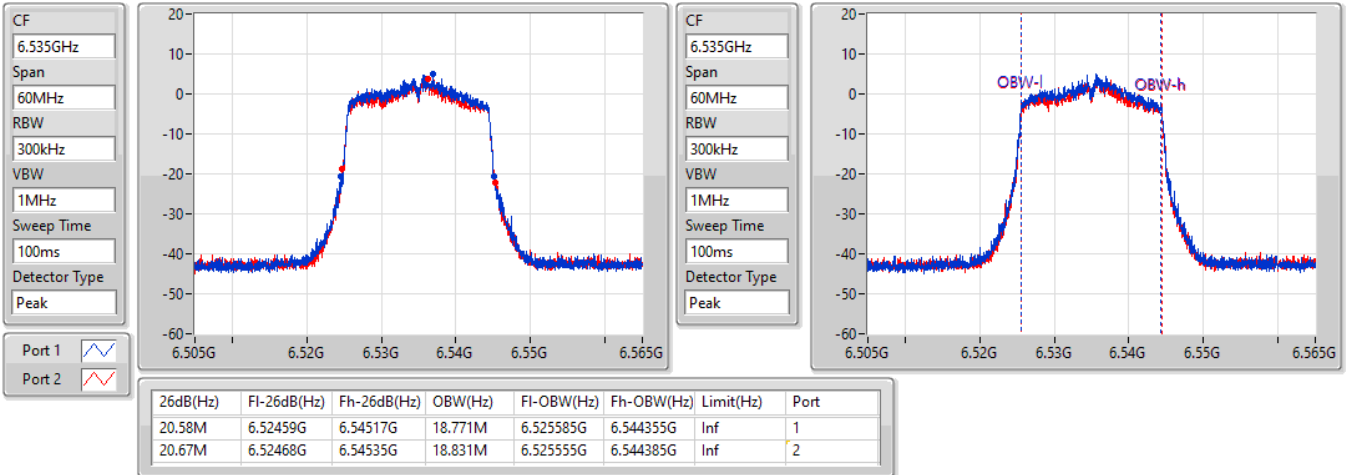 CF
6.535GHz
Span
60MHz
RBW
300kHz
VBW
1MHz
Sweep Time
100ms
Detector Type
Peak
20
10
0
-10
-20
-30
-40
-50
-60
6.505G 6.52G 6.53G 6.54G 6.55G 6.565G
CF
6.535GHz
Span
60MHz
RBW
300kHz
VBW
1MHz
Sweep Time
100ms
Detector Type
Peak
20
10
0
-10
-20
-30
-40
-50
-60
OBW-l OBW-h
6.505G 6.52G 6.53G 6.54G 6.55G 6.565G
Port 1
Port 2
26dB(Hz) Fl-26dB(Hz) Fh-26dB(Hz) OBW(Hz) Fl-OBW(Hz) Fh-OBW(Hz) Limit(Hz) Port
20.58M 6.52459G 6.54517G 18.771M 6.525585G 6.544355G Inf 1
20.67M 6.52468G 6.54535G 18.831M 6.525555G 6.544385G Inf 2